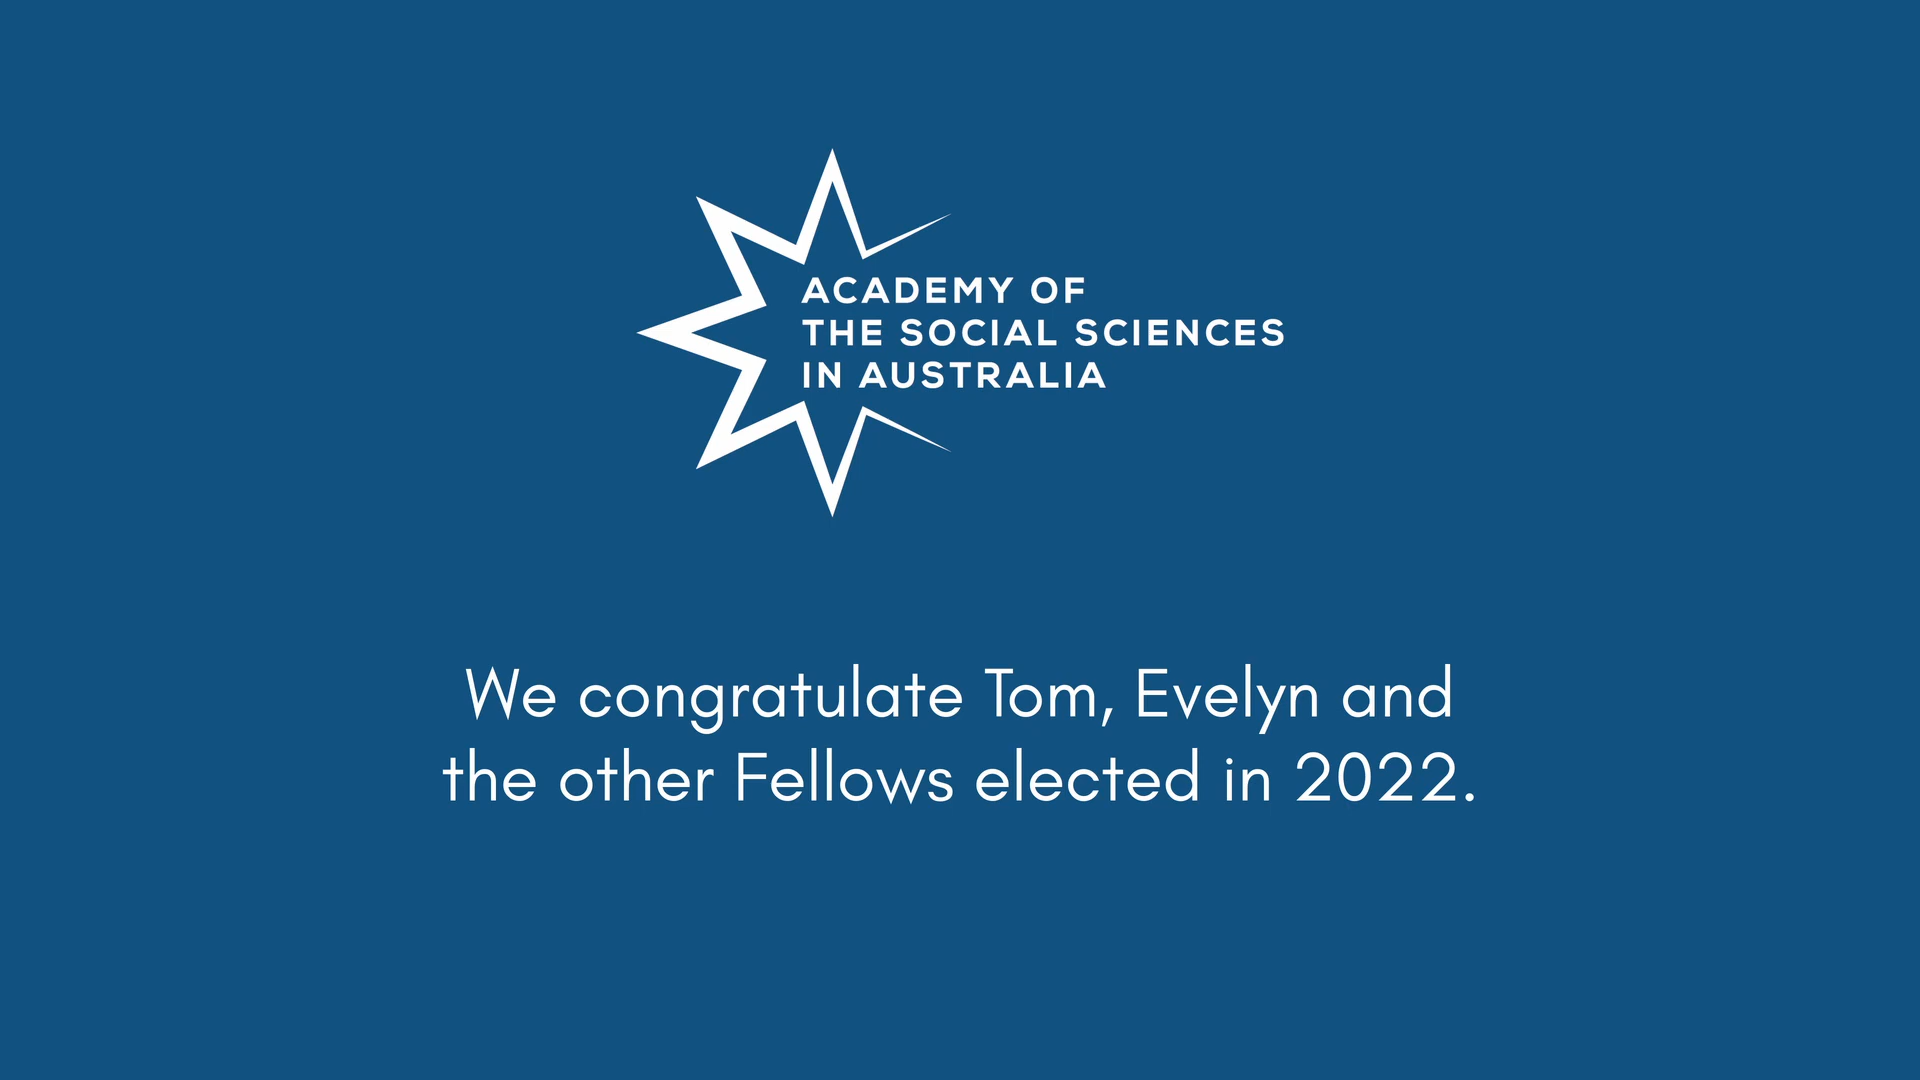 ACADEMY OF
THE SOCIAL SCIENCES
IN AUSTRALIA
We congratulate Tom, Evelyn and
the other Fellows elected in 2022.